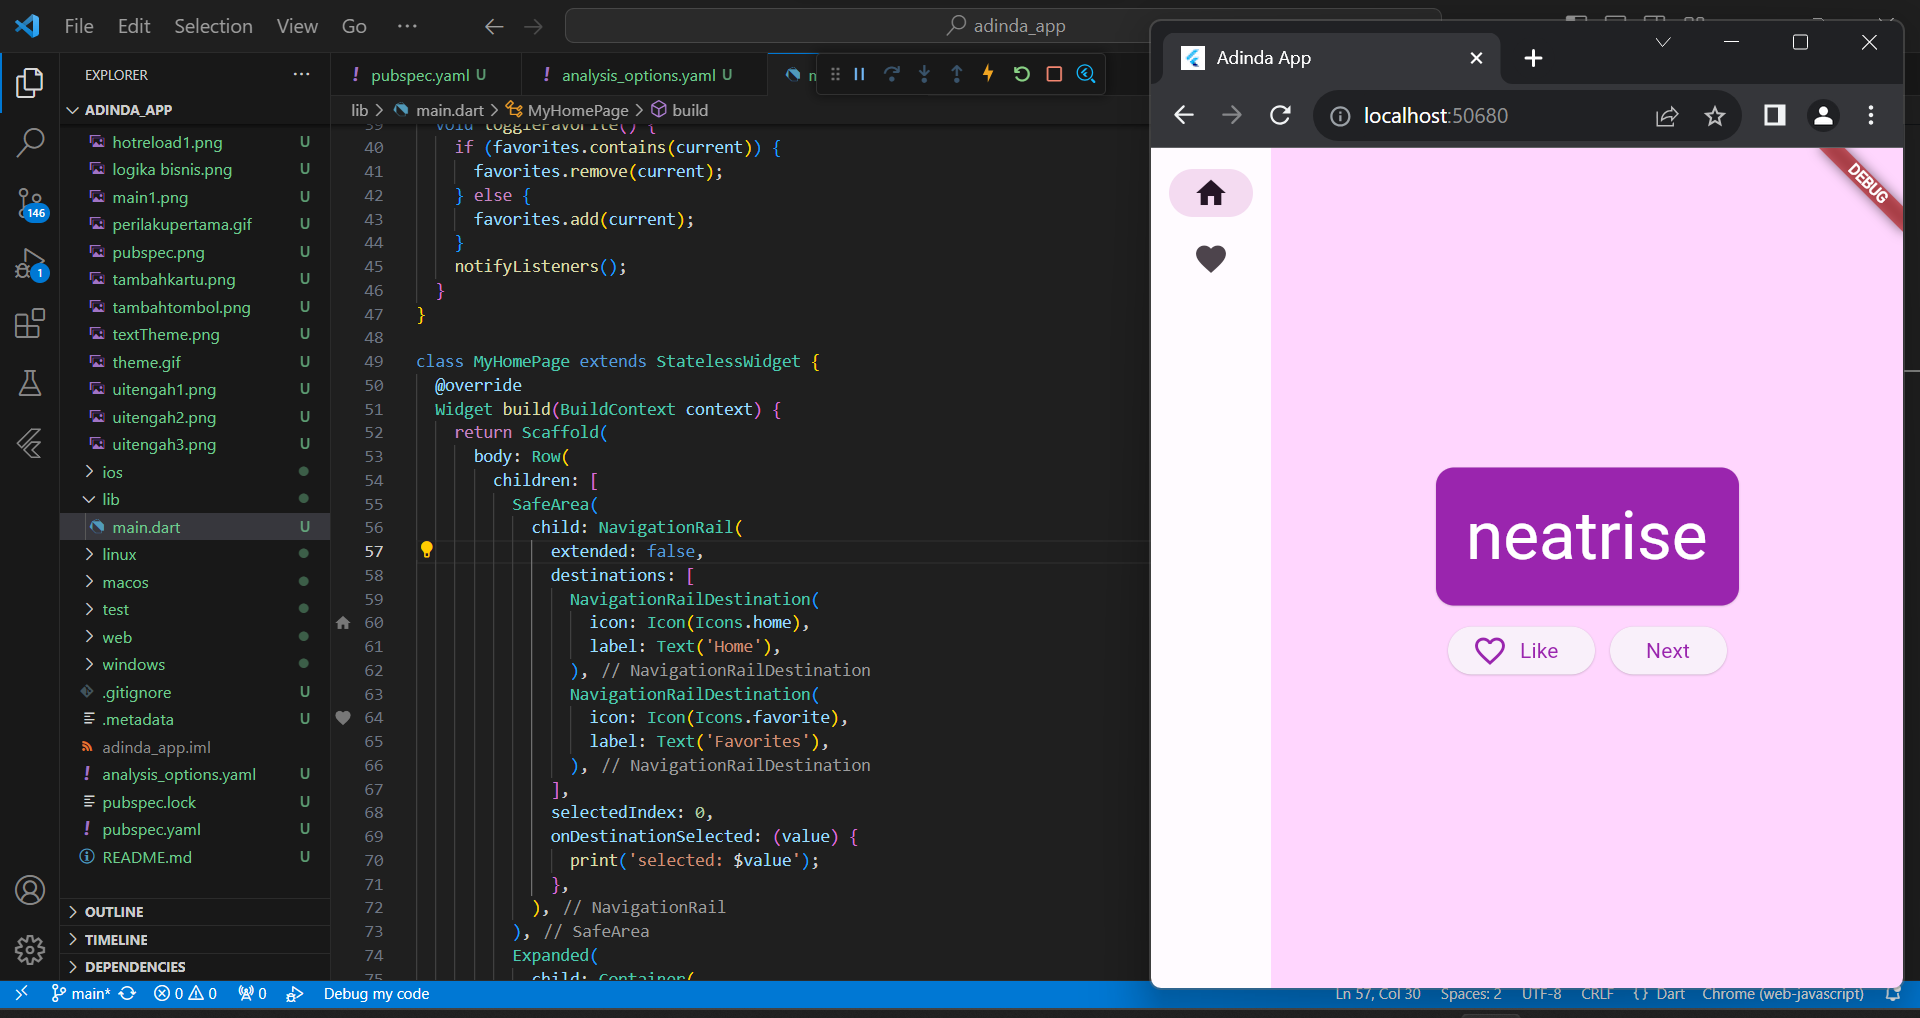 File Edit Selection View Go ···
adinda_app
EXPLORER
ADINDA_APP
hotreload1.png U
logika bisnis.png U
main1.png U
perilakupertama.gif U
pubspec.png U
tambahkartu.png U
tambahtombol.png U
textTheme.png U
theme.gif U
uitengah1.png U
uitengah2.png U
uitengah3.png U
ios
lib
main.dart U
linux
macos
test
web
windows
.gitignore U
.metadata U
adinda_app.iml
! analysis_options.yaml U
pubspec.lock U
! pubspec.yaml U
README.md U
OUTLINE
TIMELINE
DEPENDENCIES
146
1
! pubspec.yaml U
! analysis_options.yaml U
lib > main.dart > MyHomePage > build
39 void toggleFavorite() {
40 if (favorites.contains(current)) {
41 favorites.remove(current);
42 } else {
43 favorites.add(current);
44 }
45 notifyListeners();
46 }
47 }
48
49 class MyHomePage extends StatelessWidget {
50 @override
51 Widget build(BuildContext context) {
52 return Scaffold(
53 body: Row(
54 children: [
55 SafeArea(
56 child: NavigationRail(
57 extended: false,
58 destinations: [
59 NavigationRailDestination(
60 icon: Icon(Icons.home),
61 label: Text('Home'),
62 ), // NavigationRailDestination
63 NavigationRailDestination(
64 icon: Icon(Icons.favorite),
65 label: Text('Favorites'),
66 ), // NavigationRailDestination
67 ],
68 selectedIndex: 0,
69 onDestinationSelected: (value) {
70 print('selected: $value');
71 },
72 ), // NavigationRail
73 ), // SafeArea
74 Expanded(
75 child: Container(
main* 0 0 0 Debug my code
Ln 57, Col 30 Spaces: 2 UTF-8 CRLF {} Dart Chrome (web-javascript)
Adinda App
localhost:50680
DEBUG
neatrise
Like Next